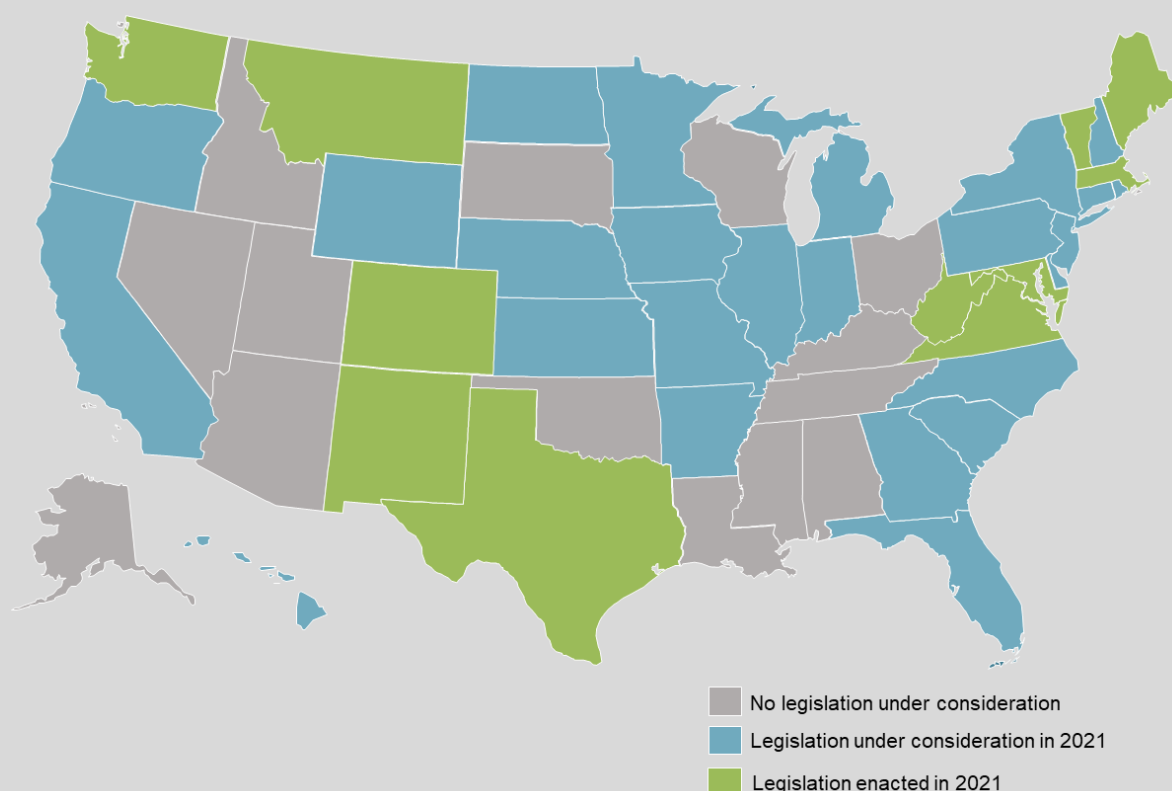 No legislation under consideration
Legislation under consideration in 2021
Legislation enacted in 2021